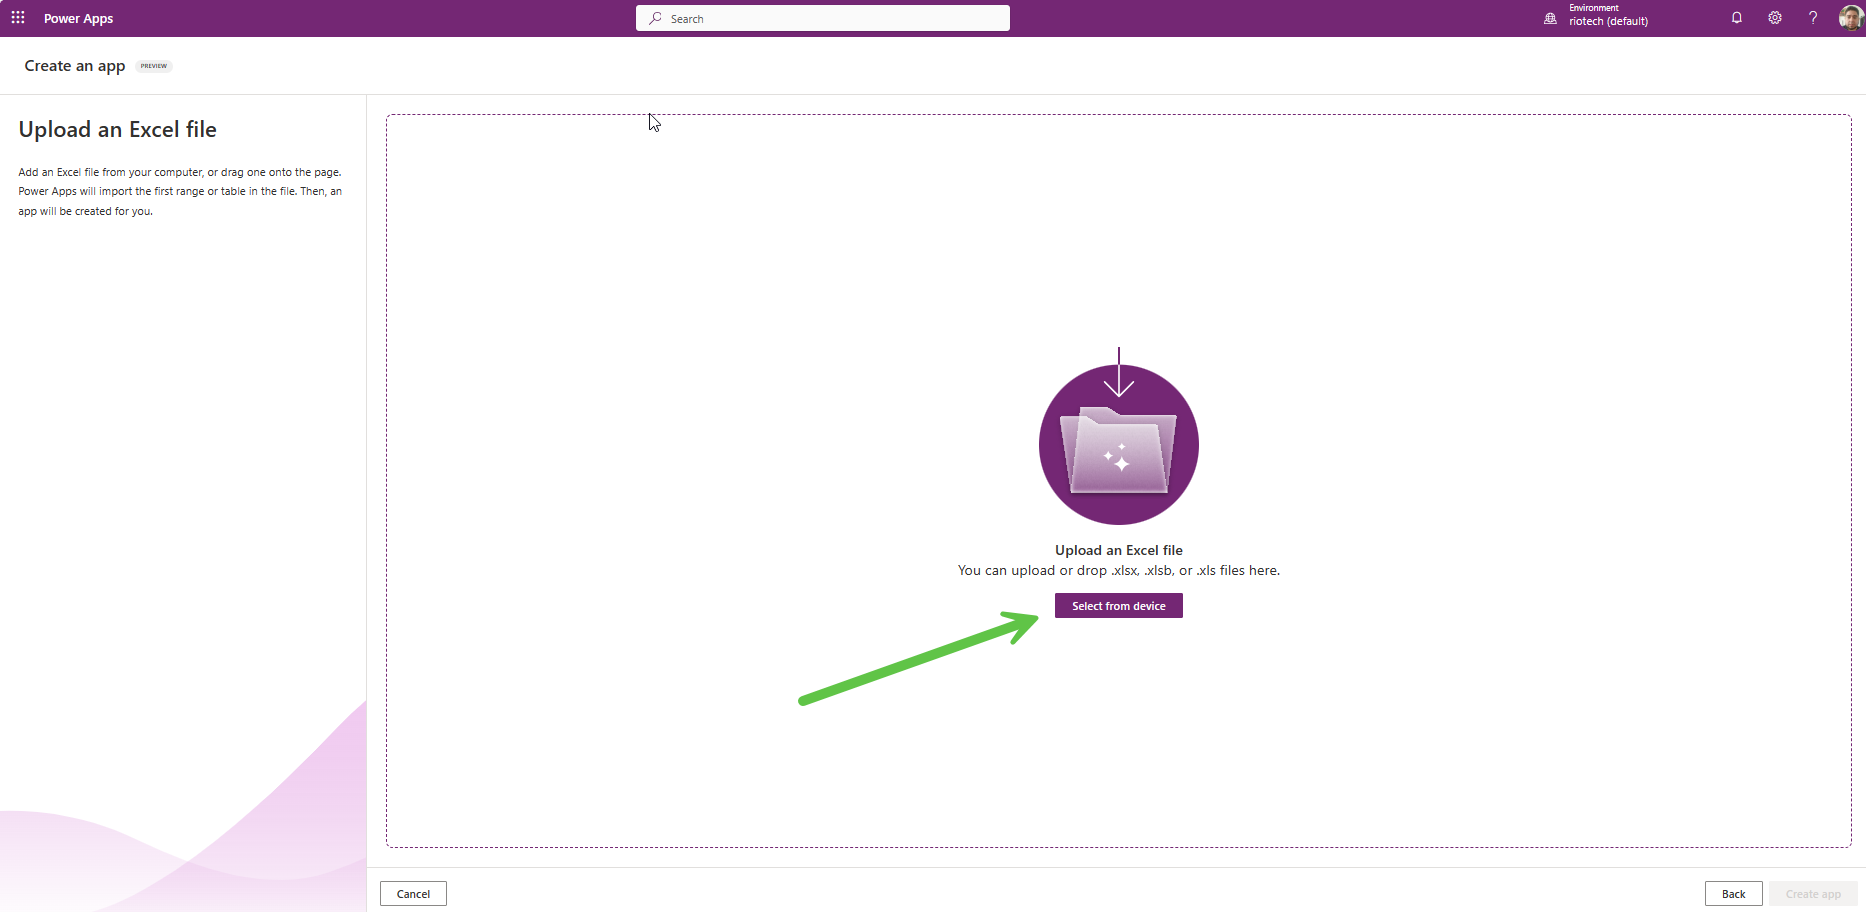 Power Apps
Search
Environment
riotech (default)
?
Create an app
PREVIEW
Upload an Excel file
Add an Excel file from your computer, or drag one onto the page.
Power Apps will import the first range or table in the file. Then, an
app will be created for you.
Upload an Excel file
You can upload or drop .xlsx, .xlsb, or .xls files here.
Select from device
Cancel
Back
Create app